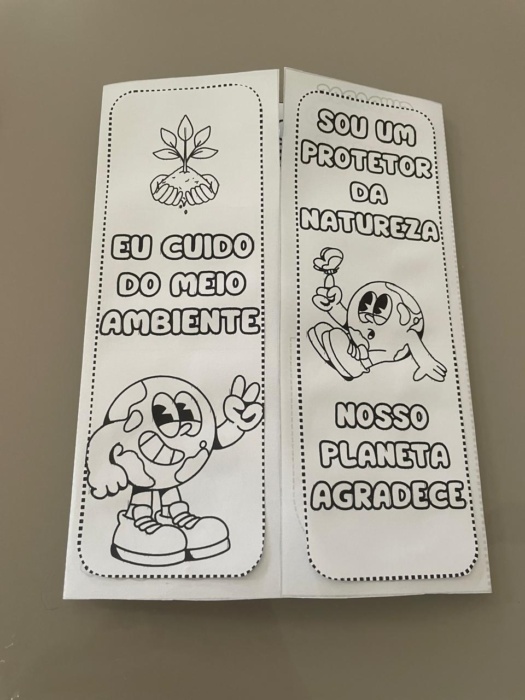 EU CUIDO
DO MEIO
AMBIENTE
SOU UM
PROTETOR
DA
NATUREZA
NOSSO
PLANETA
AGRADECE